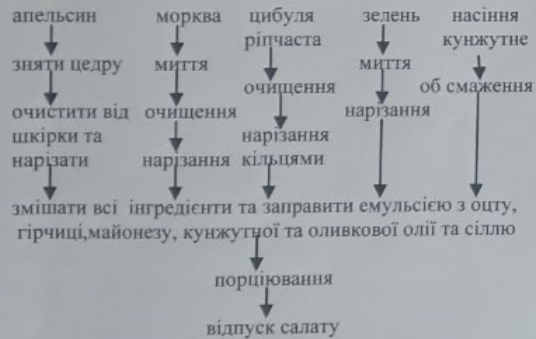 апельсин морква цибуля ріпчаста зелень насіння кунжутне
зняти цедру миття очищення миття об смаження
очистити від шкірки та нарізати очищення нарізання кільцями нарізання
нарізання
змішати всі інгредієнти та заправити емульсією з оцту,
гірчиці,майонезу, кунжутної та оливкової олії та сіллю
порціювання
відпуск салату